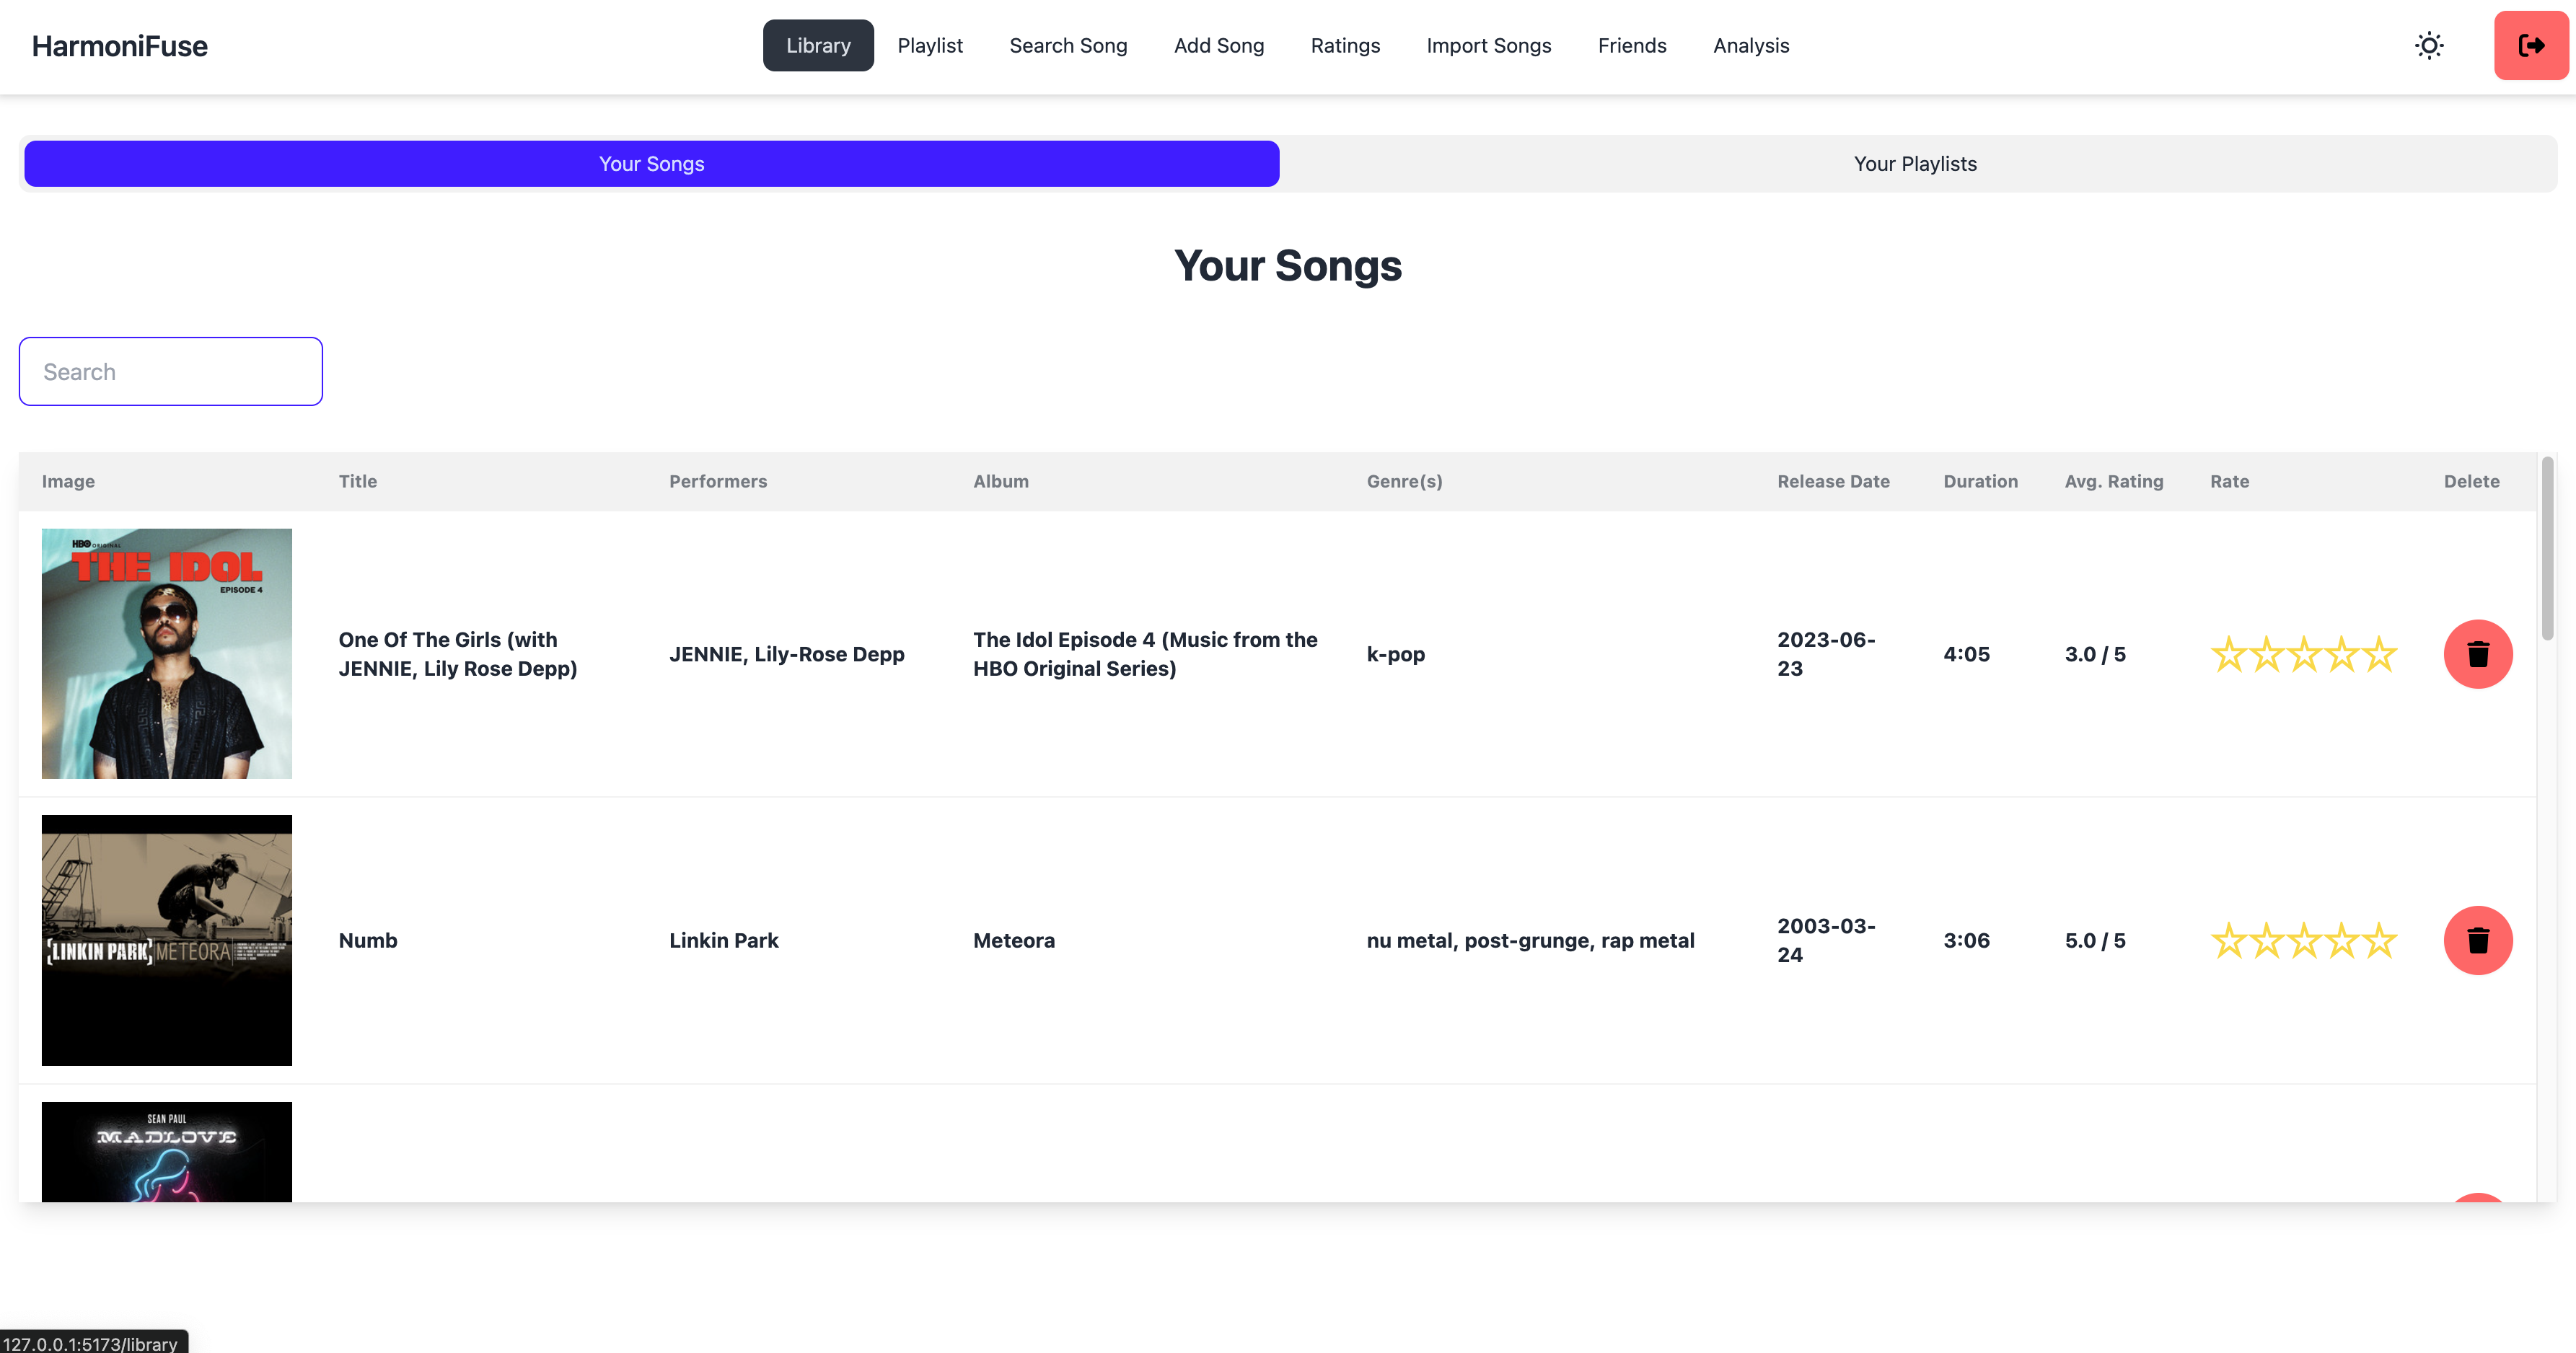 HarmoniFuse
Library
Playlist
Search Song
Add Song
Ratings
Import Songs
Friends
Analysis
Your Songs
Your Playlists
Your Songs
Search
Image
Title
Performers
Album
Genre(s)
Release Date
Duration
Avg. Rating
Rate
Delete
HBO ORIGINAL
THE IDOL
EPISODE 4
One Of The Girls (with
JENNIE, Lily Rose Depp)
JENNIE, Lily-Rose Depp
The Idol Episode 4 (Music from the
HBO Original Series)
k-pop
2023-06-
23
4:05
3.0 / 5
[LINKIN PARK] METEORA
Numb
Linkin Park
Meteora
nu metal, post-grunge, rap metal
2003-03-
24
3:06
5.0 / 5
SEAN PAUL
MADLOVE
127.0.0.1:5173/library